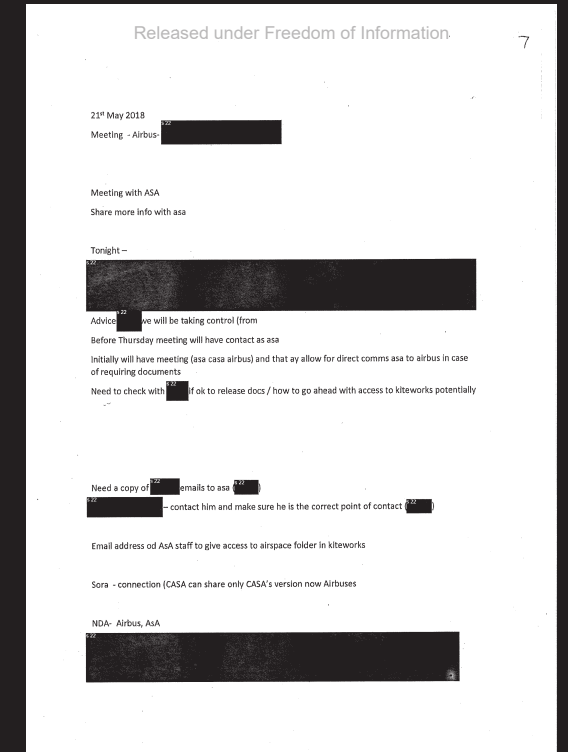 Released under Freedom of Information
7
21st May 2018
s 22
Meeting - Airbus-
Meeting with ASA
Share more info with asa
Tonight –
s 22
s 22
Advice we will be taking control (from
Before Thursday meeting will have contact as asa
Initially will have meeting (asa casa airbus) and that ay allow for direct comms asa to airbus in case
of requiring documents
s 22
Need to check with if ok to release docs / how to go ahead with access to kiteworks potentially
s 22 s 22
Need a copy of emails to asa ( )
s 22 s 22
– contact him and make sure he is the correct point of contact ( )
Email address od AsA staff to give access to airspace folder in kiteworks
Sora - connection (CASA can share only CASA's version now Airbuses
NDA- Airbus, AsA
s 22